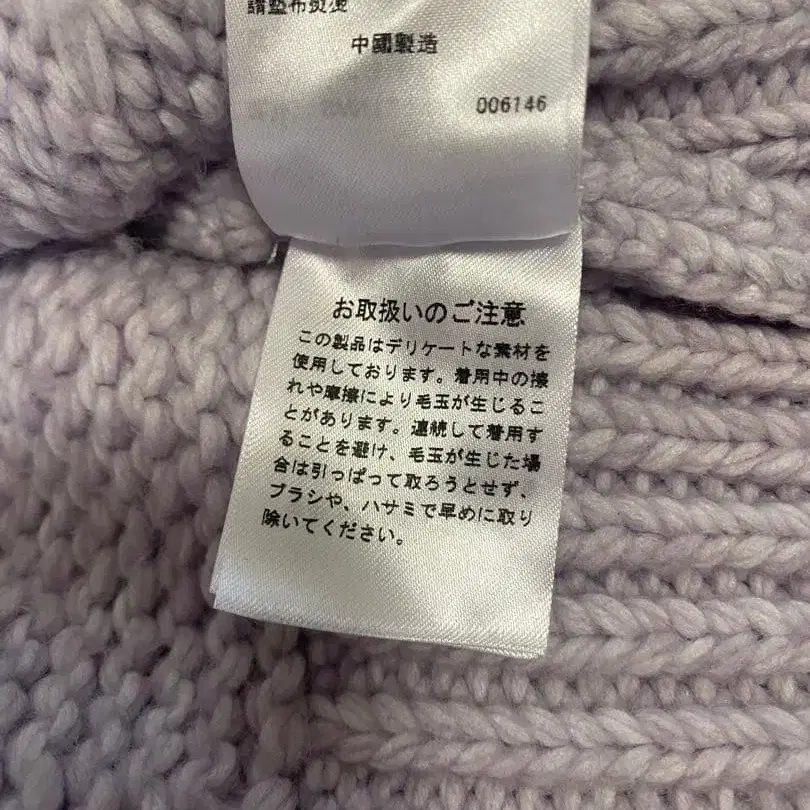 請墊布熨燙
中國製造
006146
お取扱いのご注意
この製品はデリケートな素材を
使用しております。着用中の擦
れや摩擦により毛玉が生じるこ
とがあります。連続して着用す
ることを避け、毛玉が生じた場
合は引っぱって取ろうとせず、
ブラシや、ハサミで早めに取り
除いてください。